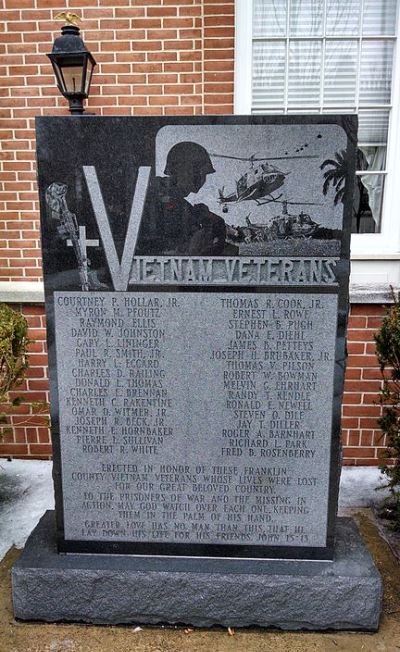 VIETNAM VETERANS
COURTNEY P. HOLLAR, JR.
MYRON M. PFOUTZ
RAYMOND ELLIS
DAVID W. JOHNSTON
GARY L. LININGER
PAUL R. SMITH, JR.
HARRY L. ECCARD
CHARLES D. RAILING
DONALD L. THOMAS
CHARLES E. BRENNAN
KENNETH C. RAKENTINE
OMAR D. WITMER, JR.
JOSEPH R. BECK, JR.
KENNETH E. HORNBAKER
PIERRE L. SULLIVAN
ROBERT R. WHITE
THOMAS R. COOK, JR.
ERNEST L. ROWE
STEPHEN B. PUGH
DANA E. DIEHL
JAMES B. PETTEYS
JOSEPH H. BRUBAKER, JR.
THOMAS V. PILSON
ROBERT W. BOWMAN
MELVIN G. EHRHART
RANDY T. KENDLE
RONALD E. NEWELL
STEVEN O. DILE
JAY T. DILLER
ROGER A. BARNHART
RICHARD L. PARK
FRED B. ROSENBERRY
ERECTED IN HONOR OF THESE FRANKLIN
COUNTY VIETNAM VETERANS WHOSE LIVES WERE LOST
FOR OUR GREAT BELOVED COUNTRY.
TO THE PRISONERS OF WAR AND THE MISSING IN
ACTION, MAY GOD WATCH OVER EACH ONE, KEEPING
THEM IN THE PALM OF HIS HAND.
GREATER LOVE HAS NO MAN THAN THIS, THAT HE
LAY DOWN HIS LIFE FOR HIS FRIENDS. JOHN 15-13